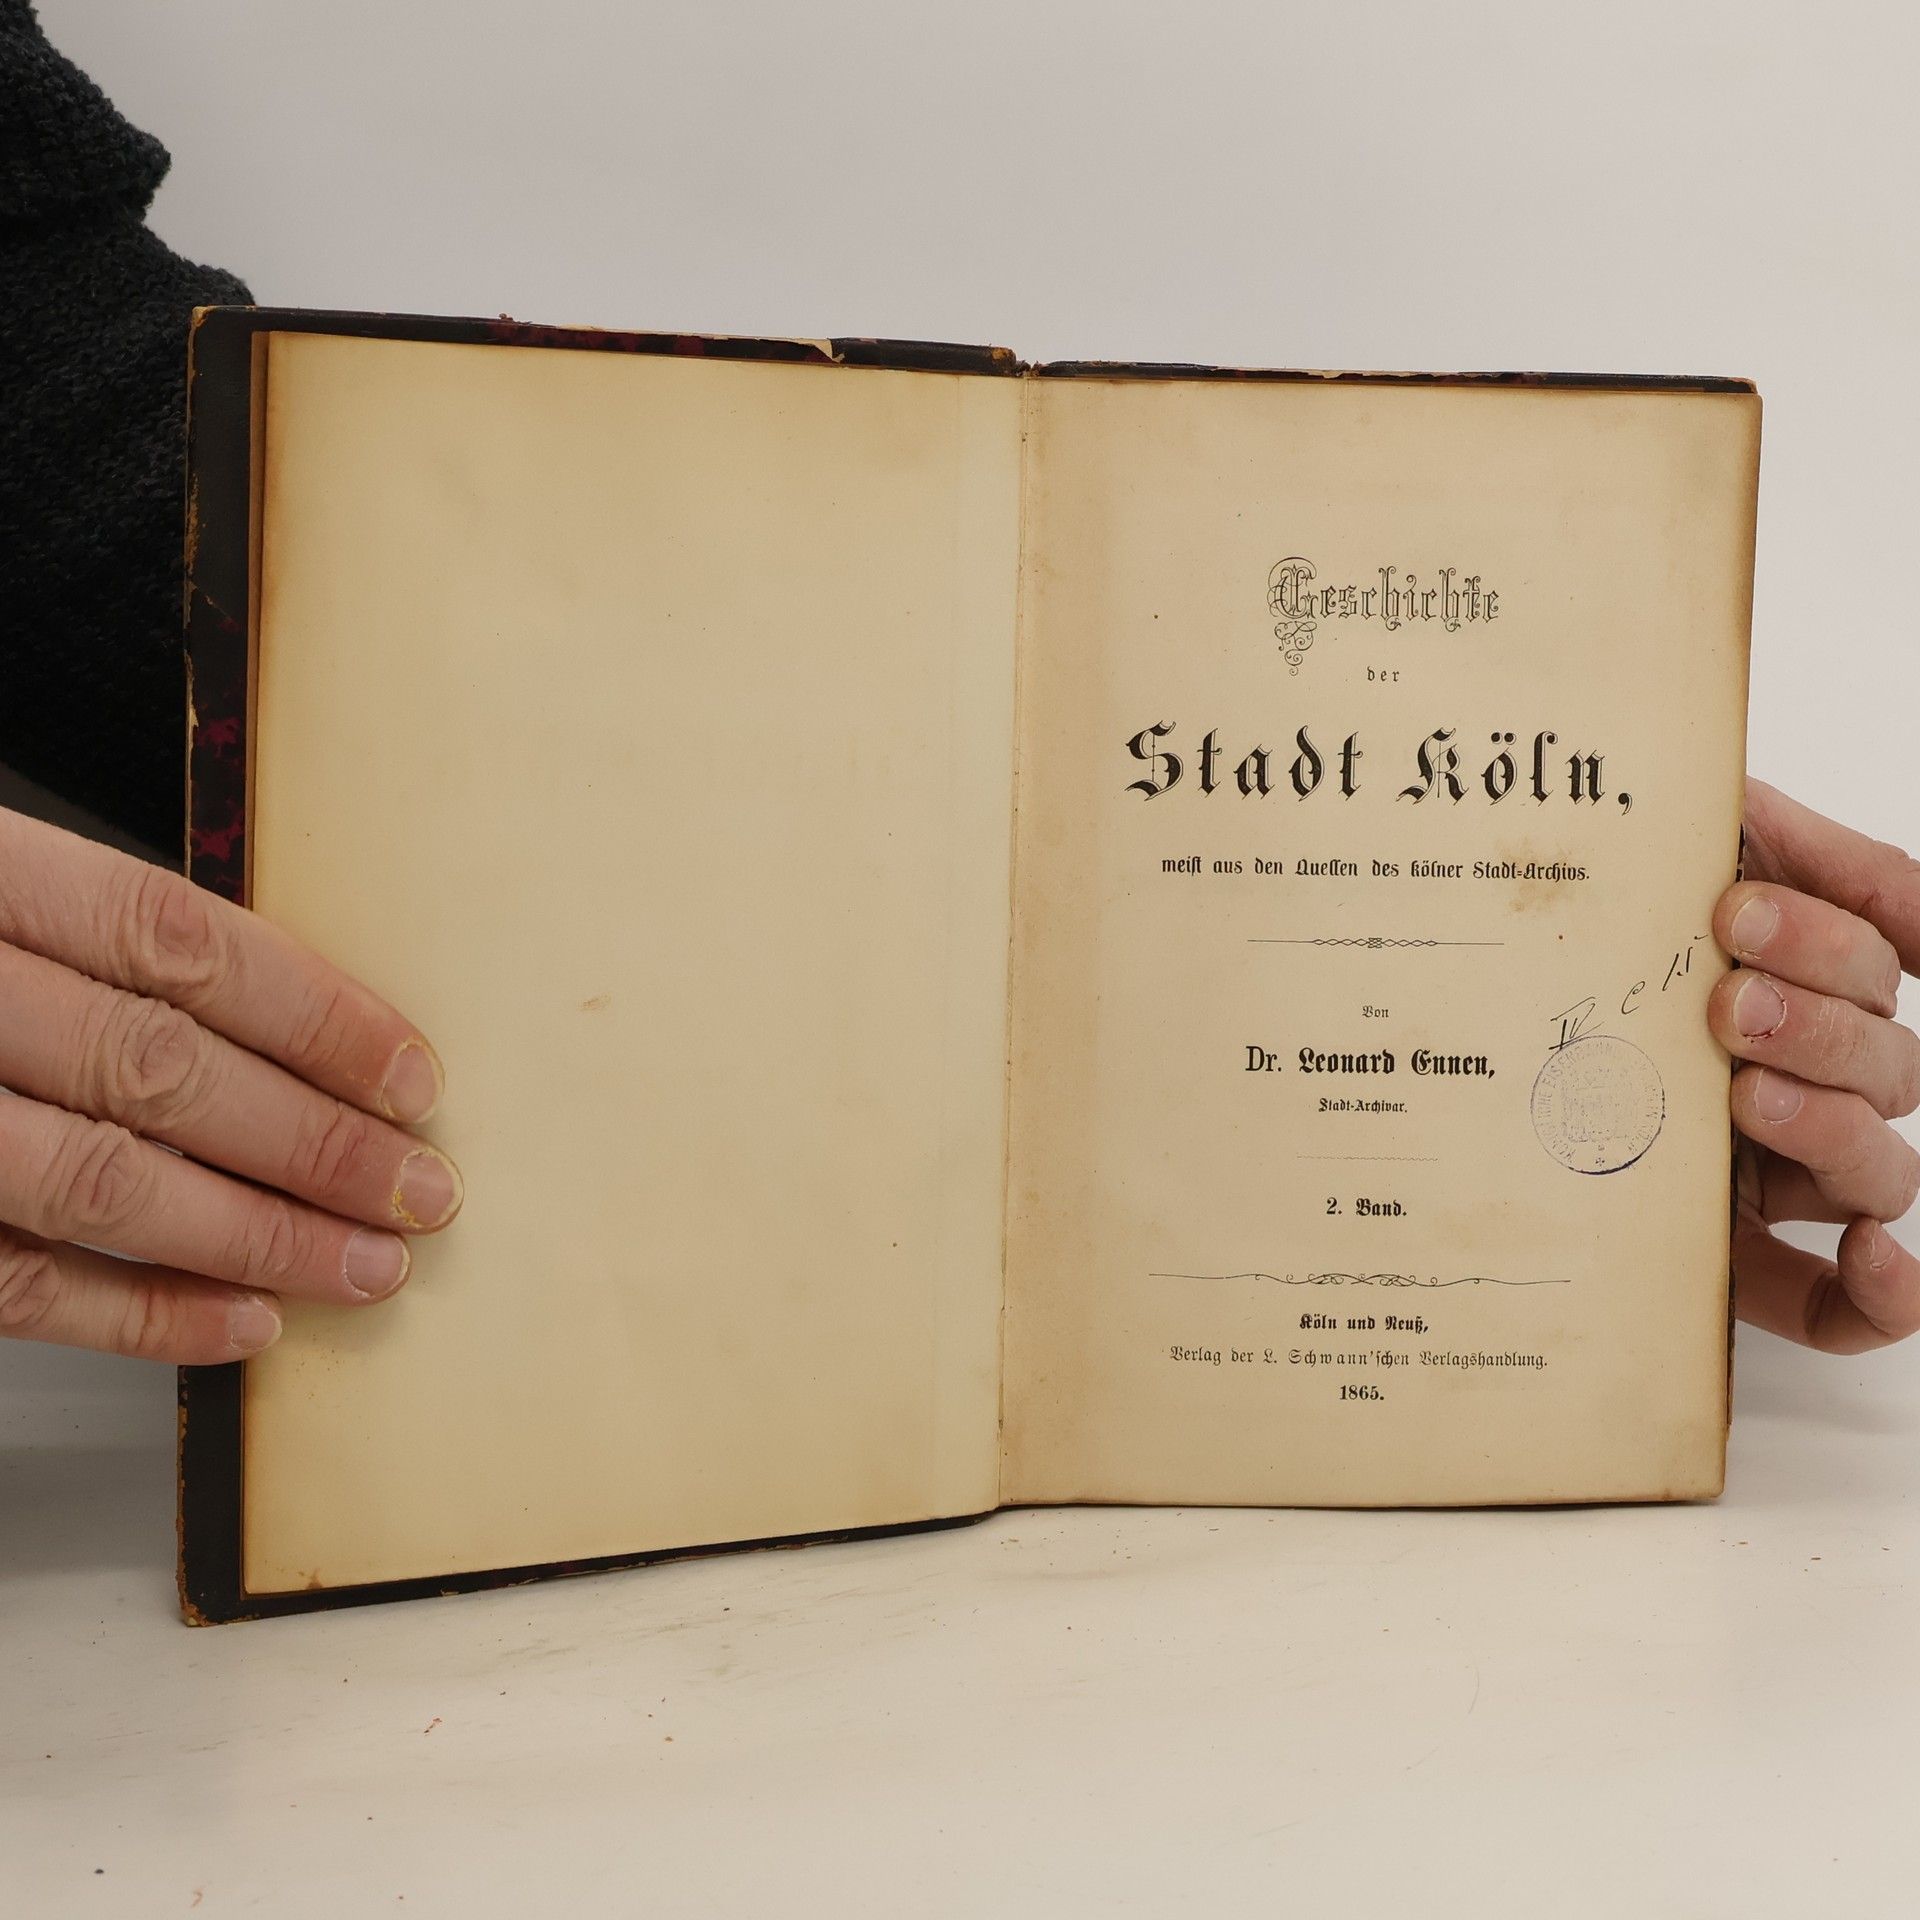 Geschichte
der
Stadt Köln,
meist aus den Quellen des kölner Stadt-Archivs.
Von
Dr. Leonard Ennen,
Stadt-Archivar.
2. Band.
Köln und Neuß,
Verlag der L. Schwann'schen Verlagshandlung.
1865.